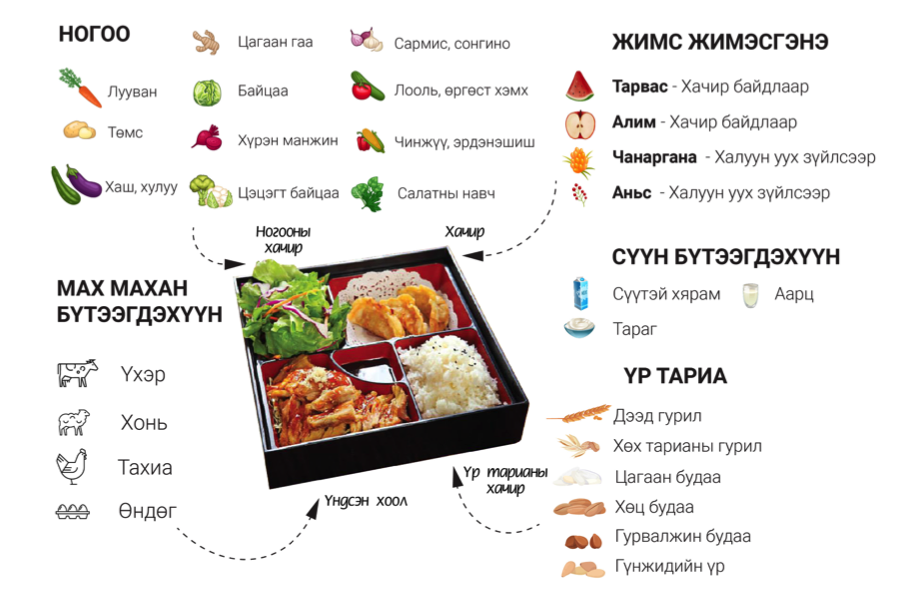 НОГОО
Лууван
Төмс
Хаш, хулуу
Цагаан гаа
Байцаа
Хүрэн манжин
Цэцэгт байцаа
Сармис, сонгино
Лооль, өргөст хэмх
Чинжүү, эрдэнэшиш
Салатны навч
ЖИМС ЖИМЭСГЭНЭ
Тарвас - Хачир байдлаар
Алим - Хачир байдлаар
Чанаргана - Халуун уух зүйлсээр
Аньс - Халуун уух зүйлсээр
Ногооны
хачир
Хачир
МАХ МАХАН
БҮТЭЭГДЭХҮҮН
Үхэр
Хонь
Тахиа
Өндөг
СҮҮН БҮТЭЭГДЭХҮҮН
Сүүтэй хярам
Аарц
Тараг
ҮР ТАРИА
Дээд гурил
Хөх тарианы гурил
Цагаан будаа
Хөц будаа
Гурвалжин будаа
Гүнжидийн үр
Үндсэн хоол
Үр тарианы
хачир